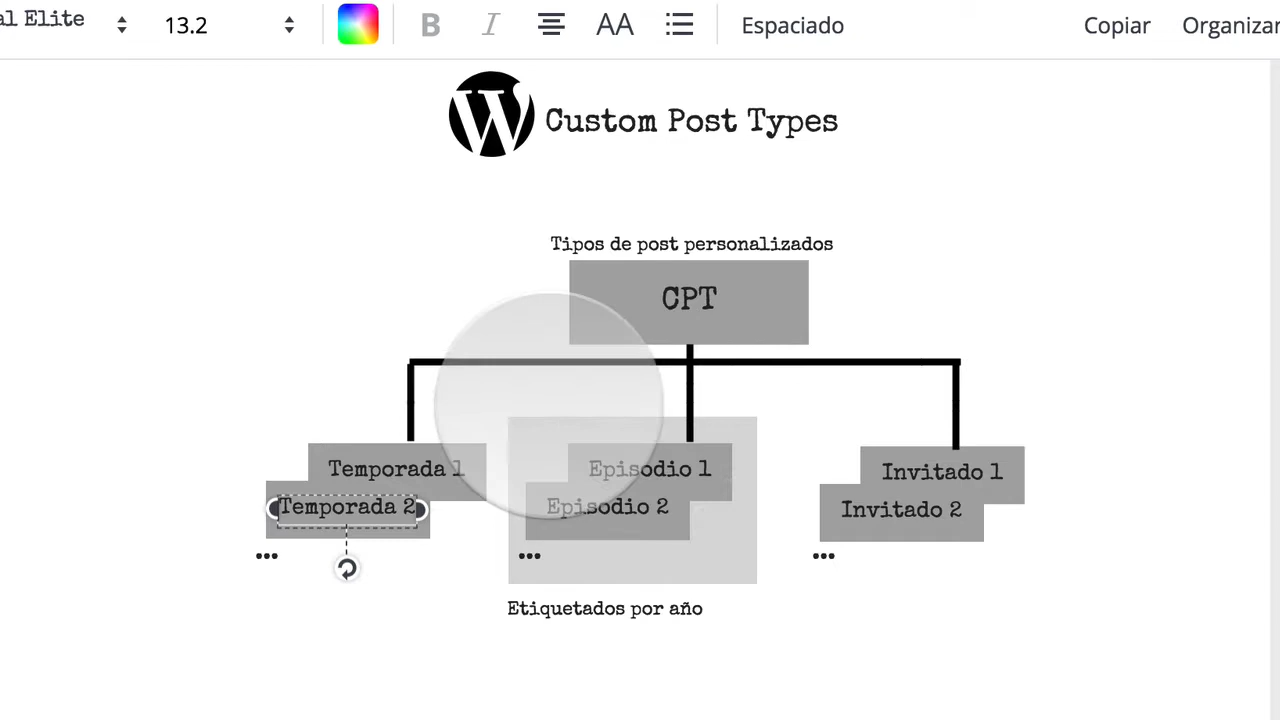 al Elite
13.2
B
I
AA
Espaciado
Copiar
Organizar
W
Custom Post Types
Tipos de post personalizados
CPT
Temporada 1
Temporada 2
...
Episodio 1
Episodio 2
...
Invitado 1
Invitado 2
...
Etiquetados por año